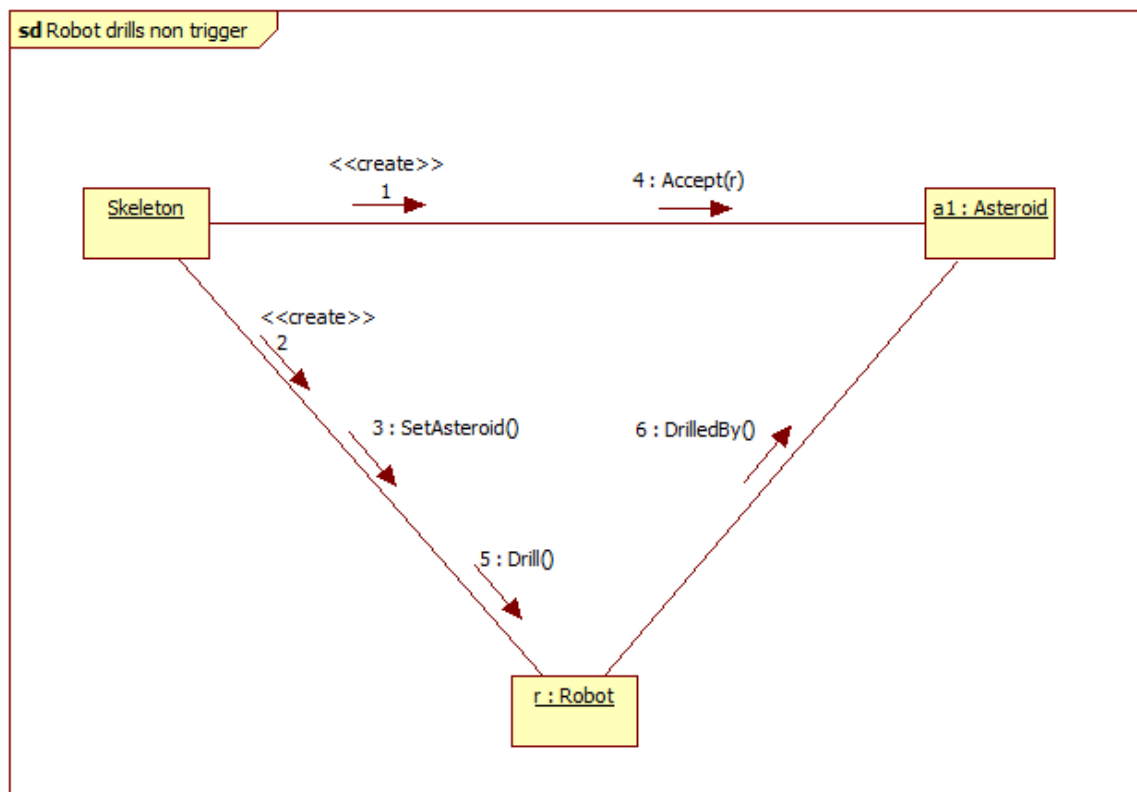 sd Robot drills non trigger
<<create>>
1
4 : Accept(r)
Skeleton
a1 : Asteroid
<<create>>
2
3 : SetAsteroid()
6 : DrilledBy()
5 : Drill()
r : Robot